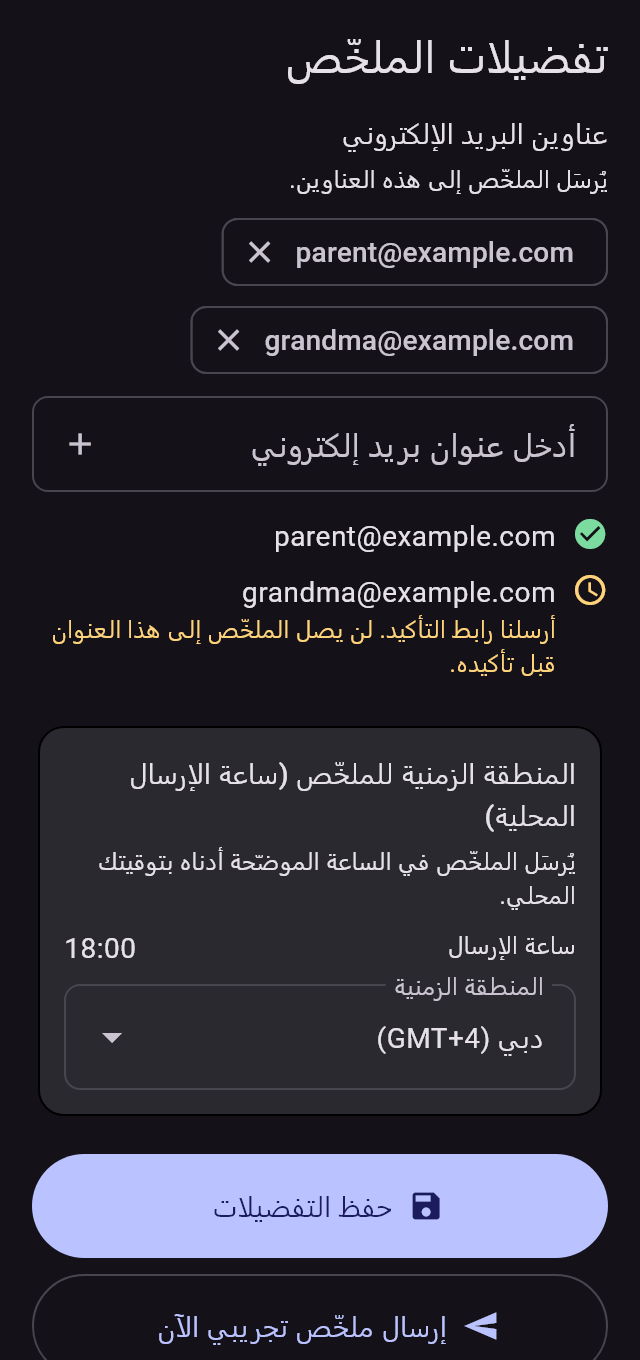 تفضيلات الملخّص
عناوين البريد الإلكتروني
يُرسَل الملخّص إلى هذه العناوين.
parent@example.com
grandma@example.com
أدخل عنوان بريد إلكتروني
parent@example.com
grandma@example.com
أرسلنا رابط التأكيد. لن يصل الملخّص إلى هذا العنوان
قبل تأكيده.
المنطقة الزمنية للملخّص (ساعة الإرسال
المحلية)
يُرسَل الملخّص في الساعة الموضّحة أدناه بتوقيتك
المحلي.
ساعة الإرسال 18:00
المنطقة الزمنية
دبي (GMT+4)
حفظ التفضيلات
إرسال ملخّص تجريبي الآن